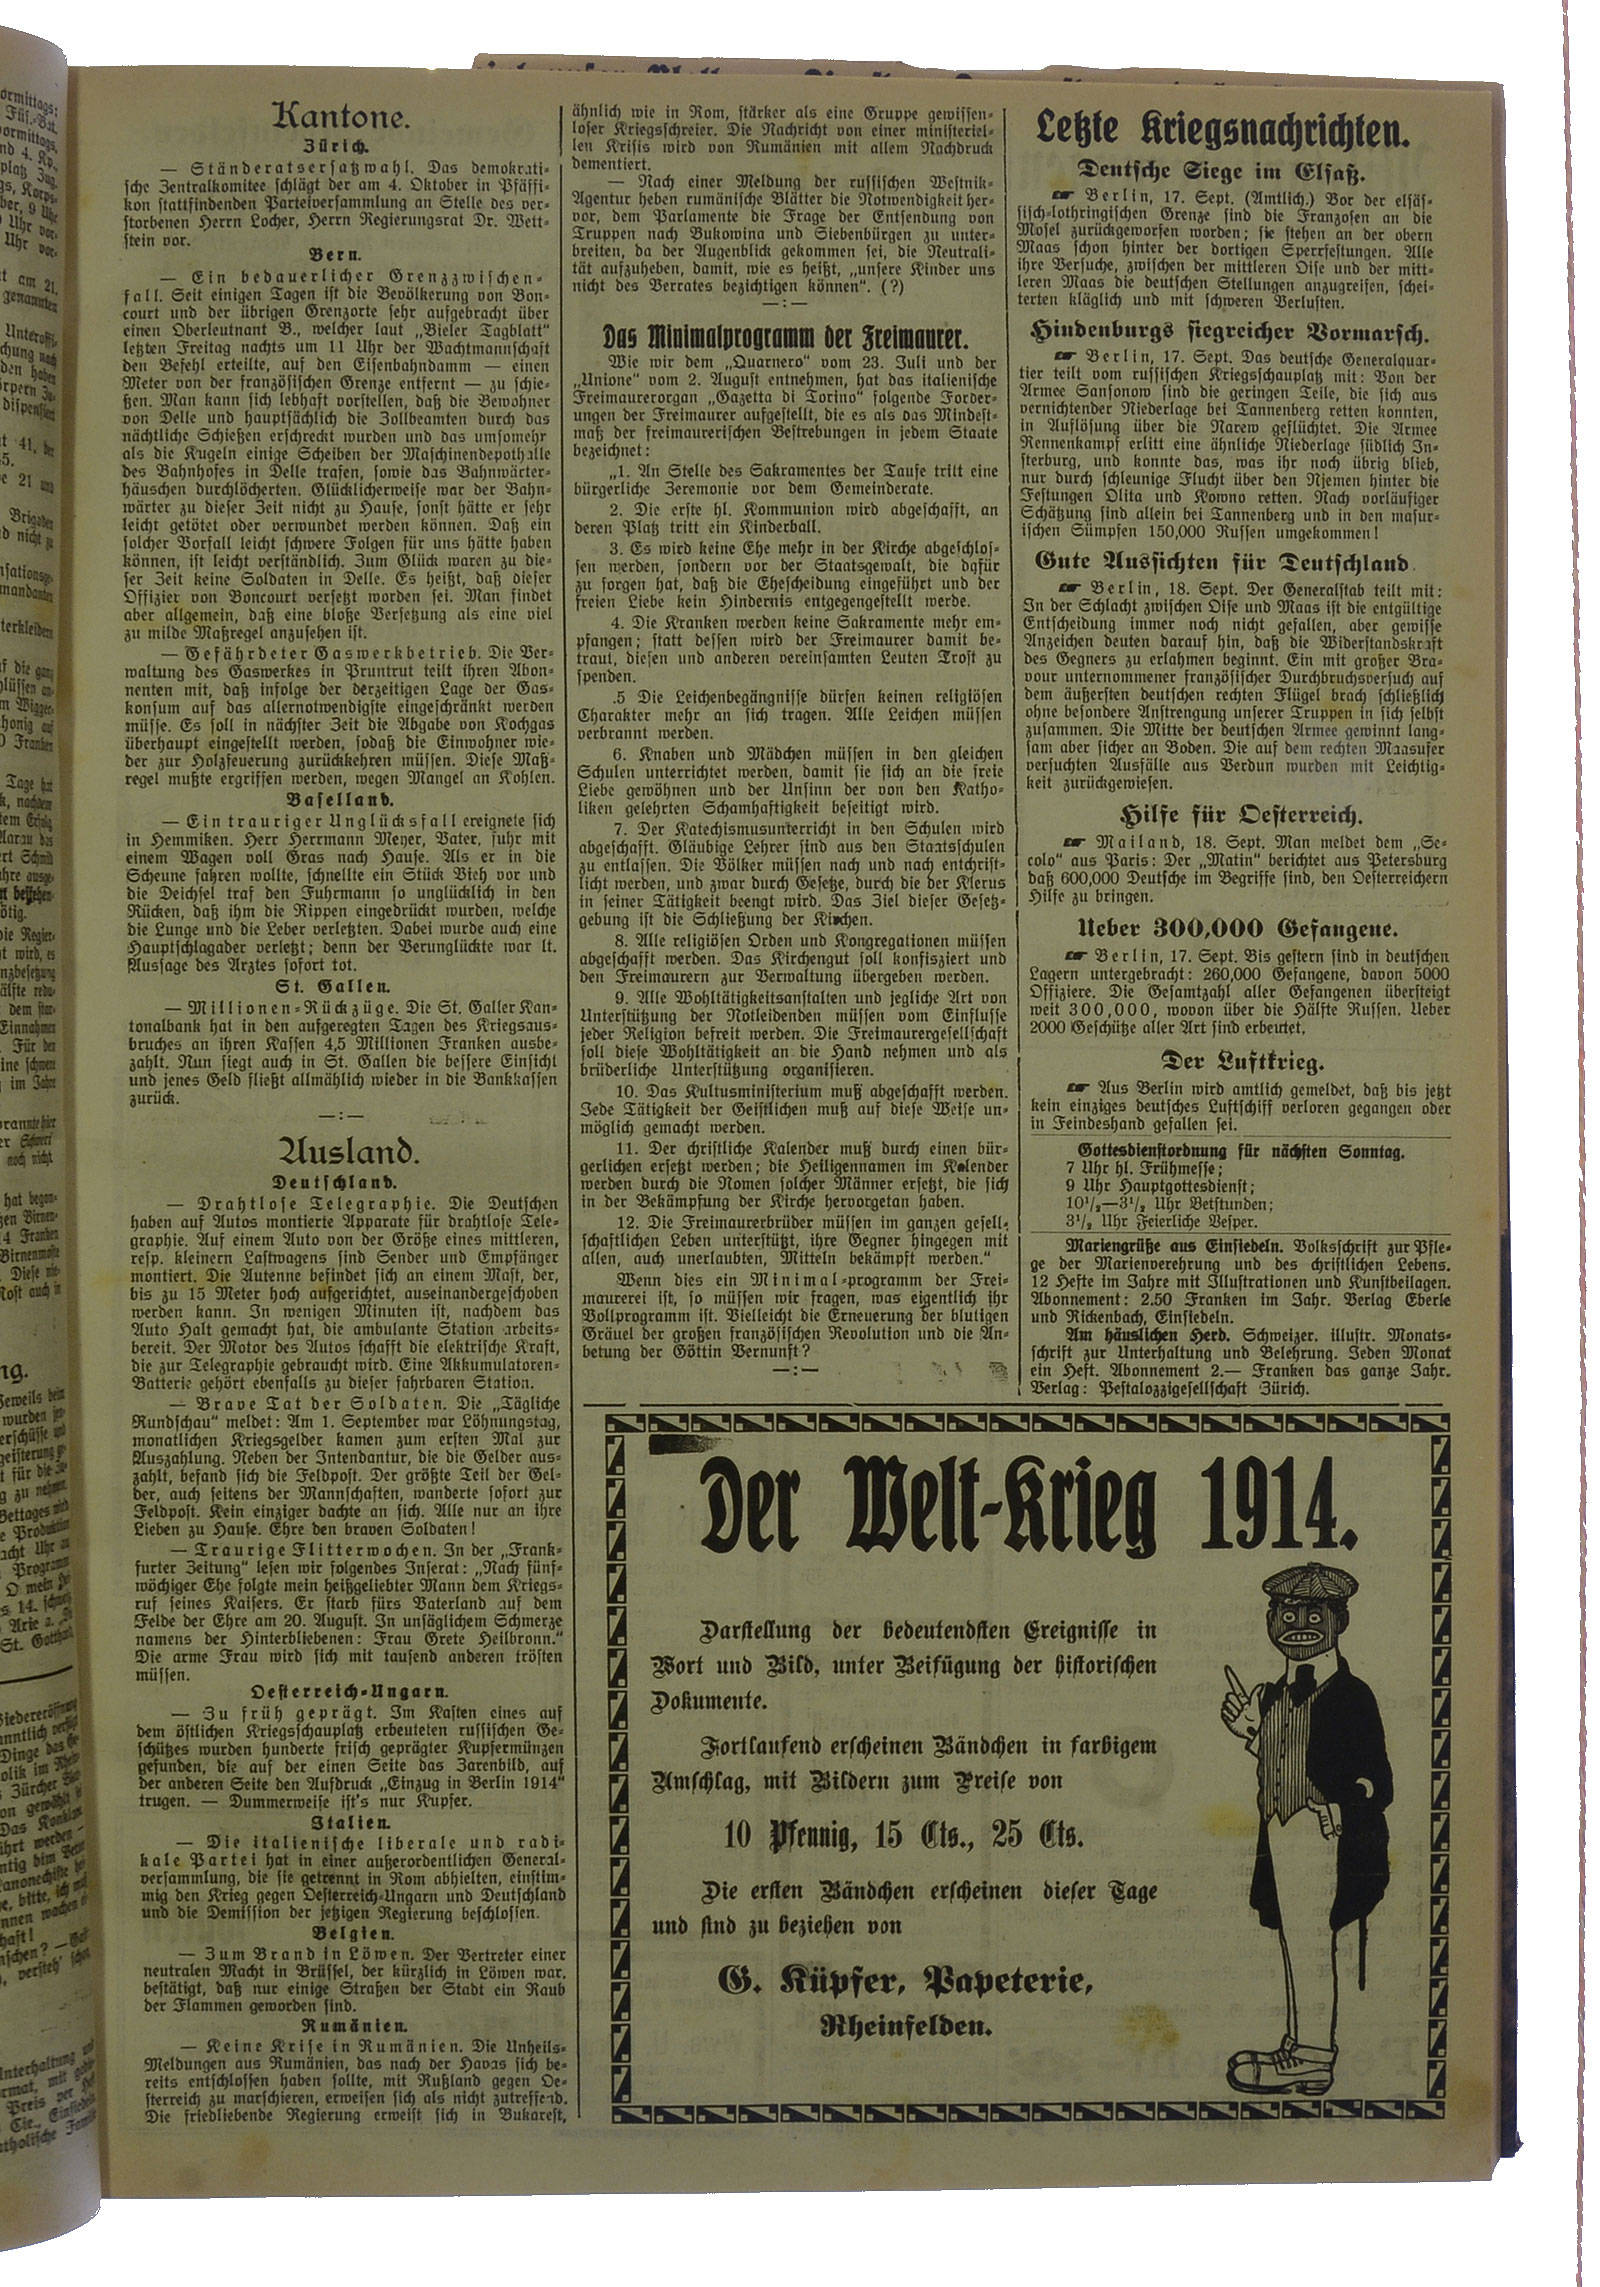 Kantone.
Zürich.
— Ständeratsersatzwahl. Das demokrati-
sche Zentralkomitee schlägt der am 4. Oktober in Pfäffi-
kon stattfindenden Parteiversammlung an Stelle des ver-
storbenen Herrn Locher, Herrn Regierungsrat Dr. Wett-
stein vor.
Bern.
— Ein bedauerlicher Grenzzwischen-
fall. Seit einigen Tagen ist die Bevölkerung von Bon-
court und der übrigen Grenzorte sehr aufgebracht über
einen Oberleutnant B., welcher laut „Bieler Tagblatt"
letzten Freitag nachts um 11 Uhr der Wachtmannschaft
den Befehl erteilte, auf den Eisenbahndamm — einen
Meter von der französischen Grenze entfernt — zu schie-
ßen. Man kann sich lebhaft vorstellen, daß die Bewohner
von Delle und hauptsächlich die Zollbeamten durch das
nächtliche Schießen erschreckt wurden und das umsomehr
als die Kugeln einige Scheiben der Maschinendepothalle
des Bahnhofes in Delle trafen, sowie das Bahnwärter-
häuschen durchlöcherten. Glücklicherweise war der Bahn-
wärter zu dieser Zeit nicht zu Hause, sonst hätte er sehr
leicht getötet oder verwundet werden können. Daß ein
solcher Vorfall leicht schwere Folgen für uns hätte haben
können, ist leicht verständlich. Zum Glück waren zu die-
ser Zeit keine Soldaten in Delle. Es heißt, daß dieser
Offizier von Boncourt versetzt worden sei. Man findet
aber allgemein, daß eine bloße Versetzung als eine viel
zu milde Maßregel anzusehen ist.
— Gefährdeter Gaswerkbetrieb. Die Ver-
waltung des Gaswerkes in Pruntrut teilt ihren Abon-
nenten mit, daß infolge der derzeitigen Lage der Gas-
konsum auf das allernotwendigste eingeschränkt werden
müsse. Es soll in nächster Zeit die Abgabe von Kochgas
überhaupt eingestellt werden, sodaß die Einwohner wie-
der zur Holzfeuerung zurückkehren müssen. Diese Maß-
regel mußte ergriffen werden, wegen Mangel an Kohlen.
Baselland.
— Ein trauriger Unglücksfall ereignete sich
in Hemmiken. Herr Herrmann Meyer, Vater, fuhr mit
einem Wagen voll Gras nach Hause. Als er in die
Scheune fahren wollte, schnellte ein Stück Vieh vor und
die Deichsel traf den Fuhrmann so unglücklich in den
Rücken, daß ihm die Rippen eingedrückt wurden, welche
die Lunge und die Leber verletzten. Dabei wurde auch eine
Hauptschlagader verletzt; denn der Verunglückte war lt.
Aussage des Arztes sofort tot.
St. Gallen.
— Millionen-Rückzüge. Die St. Galler Kan-
tonalbank hat in den aufgeregten Tagen des Kriegsaus-
bruches an ihren Kassen 4,5 Millionen Franken ausbe-
zahlt. Nun siegt auch in St. Gallen die bessere Einsicht
und jenes Geld fließt allmählich wieder in die Bankkassen
zurück.
—:—
Ausland.
Deutschland.
— Drahtlose Telegraphie. Die Deutschen
haben auf Autos montierte Apparate für drahtlose Tele-
graphie. Auf einem Auto von der Größe eines mittleren,
resp. kleinern Lastwagens sind Sender und Empfänger
montiert. Die Autenne befindet sich an einem Mast, der,
bis zu 15 Meter hoch aufgerichtet, auseinandergeschoben
werden kann. In wenigen Minuten ist, nachdem das
Auto Halt gemacht hat, die ambulante Station arbeits-
bereit. Der Motor des Autos schafft die elektrische Kraft,
die zur Telegraphie gebraucht wird. Eine Akkumulatoren-
Batterie gehört ebenfalls zu dieser fahrbaren Station.
— Brave Tat der Soldaten. Die „Tägliche
Rundschau" meldet: Am 1. September war Löhnungstag,
monatlichen Kriegsgelder kamen zum ersten Mal zur
Auszahlung. Neben der Intendantur, die die Gelder aus-
zahlt, befand sich die Feldpost. Der größte Teil der Gel-
der, auch seitens der Mannschaften, wanderte sofort zur
Feldpost. Kein einziger dachte an sich. Alle nur an ihre
Lieben zu Hause. Ehre den braven Soldaten!
— Traurige Flitterwochen. In der „Frank-
furter Zeitung" lesen wir folgendes Inserat: „Nach fünf-
wöchiger Ehe folgte mein heißgeliebter Mann dem Kriegs-
ruf seines Kaisers. Er starb fürs Vaterland auf dem
Felde der Ehre am 20. August. In unsäglichem Schmerze
namens der Hinterbliebenen: Frau Grete Heilbronn."
Die arme Frau wird sich mit tausend anderen trösten
müssen.
Oesterreich-Ungarn.
— Zu früh geprägt. Im Kasten eines auf
dem östlichen Kriegsschauplatz erbeuteten russischen Ge-
schützes wurden hunderte frisch geprägter Kupfermünzen
gefunden, die auf der einen Seite das Zarenbild, auf
der anderen Seite den Aufdruck „Einzug in Berlin 1914"
trugen. — Dummerweise ist's nur Kupfer.
Italien.
— Die italienische liberale und radi-
kale Partei hat in einer außerordentlichen General-
versammlung, die sie getrennt in Rom abhielten, einstim-
mig den Krieg gegen Oesterreich-Ungarn und Deutschland
und die Demission der jetzigen Regierung beschlossen.
Belgien.
— Zum Brand in Löwen. Der Vertreter einer
neutralen Macht in Brüssel, der kürzlich in Löwen war,
bestätigt, daß nur einige Straßen der Stadt ein Raub
der Flammen geworden sind.
Rumänien.
— Keine Krise in Rumänien. Die Unheils-
Meldungen aus Rumänien, das nach der Havas sich be-
reits entschlossen haben sollte, mit Rußland gegen Oe-
sterreich zu marschieren, erweisen sich als nicht zutreffend.
Die friedliebende Regierung erweist sich in Bukarest,
ähnlich wie in Rom, stärker als eine Gruppe gewissen-
loser Kriegsschreier. Die Nachricht von einer ministeriel-
len Krisis wird von Rumänien mit allem Nachdruck
dementiert.
— Nach einer Meldung der russischen Westnik-
Agentur heben rumänische Blätter die Notwendigkeit her-
vor, dem Parlamente die Frage der Entsendung von
Truppen nach Bukowina und Siebenbürgen zu unter-
breiten, da der Augenblick gekommen sei, die Neutrali-
tät aufzuheben, damit, wie es heißt, „unsere Kinder uns
nicht des Verrates bezichtigen können". (?)
—:—
Das Minimalprogramm der Freimaurer.
Wie wir dem „Quarnero" vom 23. Juli und der
„Unione" vom 2. August entnehmen, hat das italienische
Freimaurerorgan „Gazetta di Torino" folgende Forder-
ungen der Freimaurer aufgestellt, die es als das Mindest-
maß der freimaurerischen Bestrebungen in jedem Staate
bezeichnet:
„1. An Stelle des Sakramentes der Taufe tritt eine
bürgerliche Zeremonie vor dem Gemeinderate.
2. Die erste hl. Kommunion wird abgeschafft, an
deren Platz tritt ein Kinderball.
3. Es wird keine Ehe mehr in der Kirche abgeschlos-
sen werden, sondern vor der Staatsgewalt, die dafür
zu sorgen hat, daß die Ehescheidung eingeführt und der
freien Liebe kein Hindernis entgegengestellt werde.
4. Die Kranken werden keine Sakramente mehr em-
pfangen; statt dessen wird der Freimaurer damit be-
traut, diesen und anderen vereinsamten Leuten Trost zu
spenden.
.5 Die Leichenbegängnisse dürfen keinen religiösen
Charakter mehr an sich tragen. Alle Leichen müssen
verbrannt werden.
6. Knaben und Mädchen müssen in den gleichen
Schulen unterrichtet werden, damit sie sich an die freie
Liebe gewöhnen und der Unsinn der von den Katho-
liken gelehrten Schamhaftigkeit beseitigt wird.
7. Der Katechismusunterricht in den Schulen wird
abgeschafft. Gläubige Lehrer sind aus den Staatsschulen
zu entlassen. Die Völker müssen nach und nach entchrist-
licht werden, und zwar durch Gesetze, durch die der Klerus
in seiner Tätigkeit beengt wird. Das Ziel dieser Gesetz-
gebung ist die Schließung der Kirchen.
8. Alle religiösen Orden und Kongregationen müssen
abgeschafft werden. Das Kirchengut soll konfisziert und
den Freimaurern zur Verwaltung übergeben werden.
9. Alle Wohltätigkeitsanstalten und jegliche Art von
Unterstützung der Notleidenden müssen vom Einflusse
jeder Religion befreit werden. Die Freimaurergesellschaft
soll diese Wohltätigkeit an die Hand nehmen und als
brüderliche Unterstützung organisieren.
10. Das Kultusministerium muß abgeschafft werden.
Jede Tätigkeit der Geistlichen muß auf diese Weise un-
möglich gemacht werden.
11. Der christliche Kalender muß durch einen bür-
gerlichen ersetzt werden; die Heiligennamen im Kalender
werden durch die Nomen solcher Männer ersetzt, die sich
in der Bekämpfung der Kirche hervorgetan haben.
12. Die Freimaurerbrüder müssen im ganzen gesell-
schaftlichen Leben unterstützt, ihre Gegner hingegen mit
allen, auch unerlaubten, Mitteln bekämpft werden."
Wenn dies ein Minimal-programm der Frei-
maurerei ist, so müssen wir fragen, was eigentlich ihr
Vollprogramm ist. Vielleicht die Erneuerung der blutigen
Gräuel der großen französischen Revolution und die An-
betung der Göttin Vernunft?
—:—
Letzte Kriegsnachrichten.
Deutsche Siege im Elsaß.
☞ Berlin, 17. Sept. (Amtlich.) Vor der elsäs-
sisch-lothringischen Grenze sind die Franzosen an die
Mosel zurückgeworfen worden; sie stehen an der obern
Maas schon hinter der dortigen Sperrfestungen. Alle
ihre Versuche, zwischen der mittleren Oise und der mitt-
leren Maas die deutschen Stellungen anzugreifen, schei-
terten kläglich und mit schweren Verlusten.
Hindenburgs siegreicher Vormarsch.
☞ Berlin, 17. Sept. Das deutsche Generalquar-
tier teilt vom russischen Kriegsschauplatz mit: Von der
Armee Sansonow sind die geringen Teile, die sich aus
vernichtender Niederlage bei Tannenberg retten konnten,
in Auflösung über die Narew geflüchtet. Die Armee
Rennenkampf erlitt eine ähnliche Niederlage südlich In-
sterburg, und konnte das, was ihr noch übrig blieb,
nur durch schleunige Flucht über den Njemen hinter die
Festungen Olita und Kowno retten. Nach vorläufiger
Schätzung sind allein bei Tannenberg und in den masur-
ischen Sümpfen 150,000 Russen umgekommen!
Gute Aussichten für Deutschland.
☞ Berlin, 18. Sept. Der Generalstab teilt mit:
In der Schlacht zwischen Oise und Maas ist die entgültige
Entscheidung immer noch nicht gefallen, aber gewisse
Anzeichen deuten darauf hin, daß die Widerstandskraft
des Gegners zu erlahmen beginnt. Ein mit großer Bra-
vour unternommener französischer Durchbruchsversuch auf
dem äußersten deutschen rechten Flügel brach schließlich
ohne besondere Anstrengung unserer Truppen in sich selbst
zusammen. Die Mitte der deutschen Armee gewinnt lang-
sam aber sicher an Boden. Die auf dem rechten Maasufer
versuchten Ausfälle aus Verdun wurden mit Leichtig-
keit zurückgewiesen.
Hilfe für Oesterreich.
☞ Mailand, 18. Sept. Man meldet dem „Se-
colo" aus Paris: Der „Matin" berichtet aus Petersburg
daß 600,000 Deutsche im Begriffe sind, den Oesterreichern
Hilfe zu bringen.
Ueber 300,000 Gefangene.
☞ Berlin, 17. Sept. Bis gestern sind in deutschen
Lagern untergebracht: 260,000 Gefangene, davon 5000
Offiziere. Die Gesamtzahl aller Gefangenen übersteigt
weit 300,000, wovon über die Hälfte Russen. Ueber
2000 Geschütze aller Art sind erbeutet.
Der Luftkrieg.
☞ Aus Berlin wird amtlich gemeldet, daß bis jetzt
kein einziges deutsches Luftschiff verloren gegangen oder
in Feindeshand gefallen sei.
Gottesdienstordnung für nächsten Sonntag.
7 Uhr hl. Frühmesse;
9 Uhr Hauptgottesdienst;
10½—3½ Uhr Betstunden;
3½ Uhr Feierliche Vesper.
Mariengrüße aus Einsiedeln. Volksschrift zur Pfle-
ge der Marienverehrung und des christlichen Lebens.
12 Hefte im Jahre mit Illustrationen und Kunstbeilagen.
Abonnement: 2.50 Franken im Jahr. Verlag Eberle
und Rickenbach, Einsiedeln.
Am häuslichen Herd. Schweizer. illustr. Monats-
schrift zur Unterhaltung und Belehrung. Jeden Monat
ein Heft. Abonnement 2.— Franken das ganze Jahr.
Verlag: Pestalozzigesellschaft Zürich.
Der Welt-Krieg 1914.
Darstellung der bedeutendsten Ereignisse in
Wort und Bild, unter Beifügung der historischen
Dokumente.
Fortlaufend erscheinen Bändchen in farbigem
Umschlag, mit Bildern zum Preise von
10 Pfennig, 15 Cts., 25 Cts.
Die ersten Bändchen erscheinen dieser Tage
und sind zu beziehen von
G. Küpfer, Papeterie,
Rheinfelden.